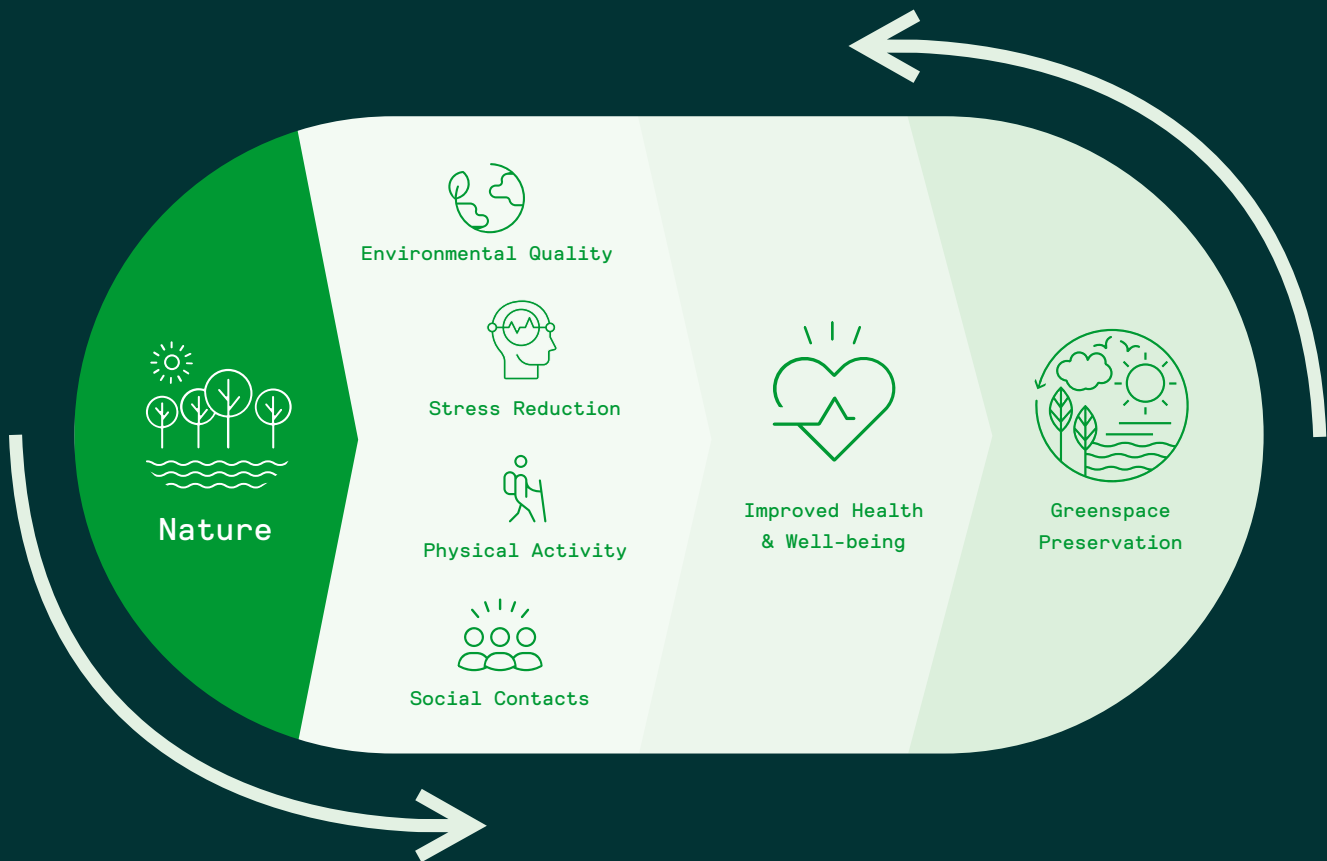 Nature
Environmental Quality
Stress Reduction
Physical Activity
Social Contacts
Improved Health
& Well-being
Greenspace
Preservation